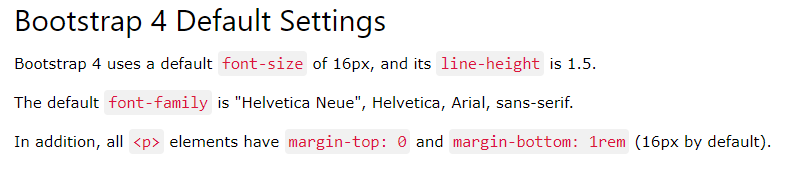 Bootstrap 4 Default Settings
Bootstrap 4 uses a default font-size of 16px, and its line-height is 1.5.
The default font-family is "Helvetica Neue", Helvetica, Arial, sans-serif.
In addition, all <p> elements have margin-top: 0 and margin-bottom: 1rem (16px by default).